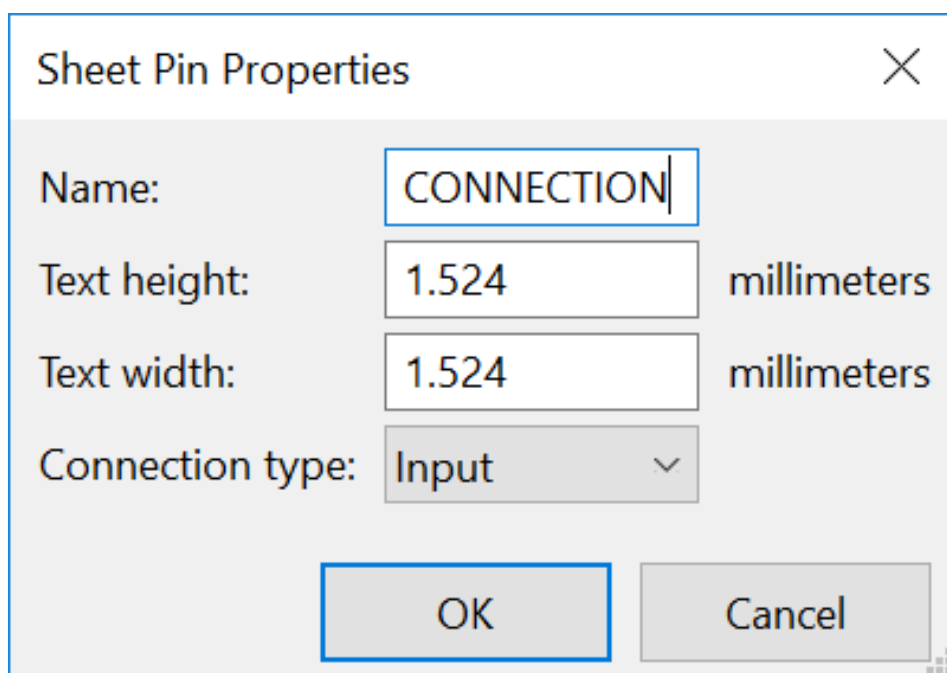 Sheet Pin Properties
Name: CONNECTION
Text height: 1.524 millimeters
Text width: 1.524 millimeters
Connection type: Input
OK Cancel